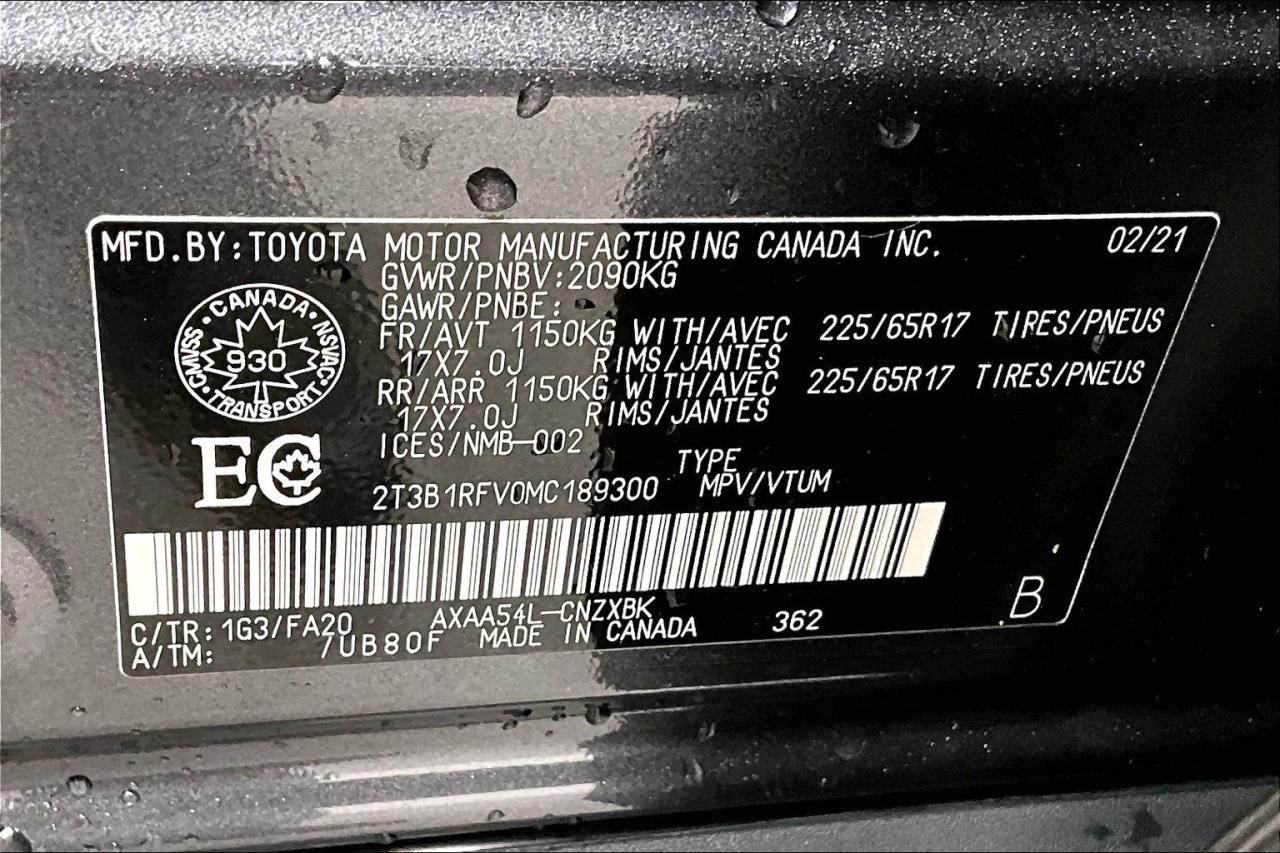 MFD.BY:TOYOTA MOTOR MANUFACTURING CANADA INC. 02/21
GVWR/PNBV:2090KG
GAWR/PNBE:
FR/AVT 1150KG WITH/AVEC 225/65R17 TIRES/PNEUS
17X7.0J RIMS/JANTES
RR/ARR 1150KG WITH/AVEC 225/65R17 TIRES/PNEUS
17X7.0J RIMS/JANTES
ICES/NMB-002
CANADA · NSVAC · TRANSPORT · CMVSS ·
930
EC
TYPE
2T3B1RFV0MC189300 MPV/VTUM
AXAA54L-CNZXBK 362 B
C/TR: 1G3/FA20 MADE IN CANADA
A/TM: /UB80F